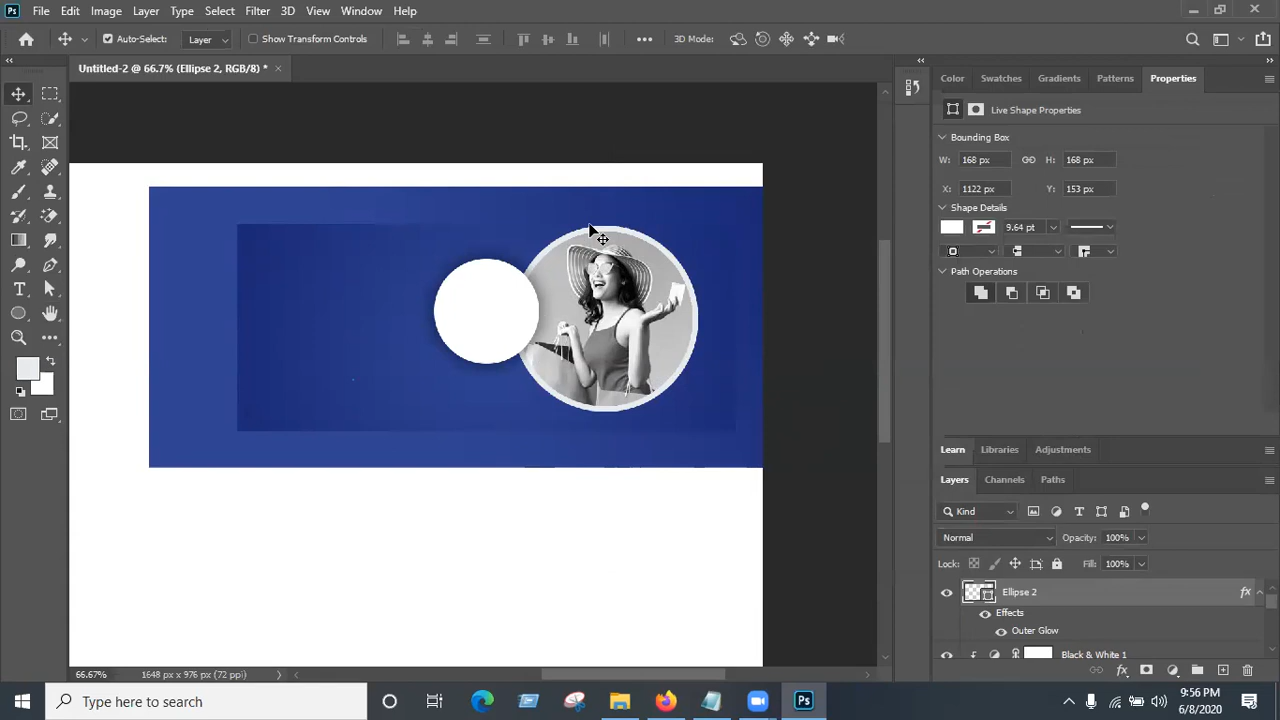 Ps File Edit Image Layer Type Select Filter 3D View Window Help
Auto-Select: Layer Show Transform Controls 3D Mode:
Untitled-2 @ 66.7% (Ellipse 2, RGB/8) *
Color Swatches Gradients Patterns Properties
Live Shape Properties
Bounding Box
W: 168 px H: 168 px
X: 1122 px Y: 153 px
Shape Details
9.64 pt
Path Operations
Learn Libraries Adjustments
Layers Channels Paths
Kind
Normal Opacity: 100%
Lock: Fill: 100%
Ellipse 2 fx
Effects
Outer Glow
Black & White 1
66.67% 1648 px x 976 px (72 ppi)
Type here to search
Ps
9:56 PM
6/8/2020